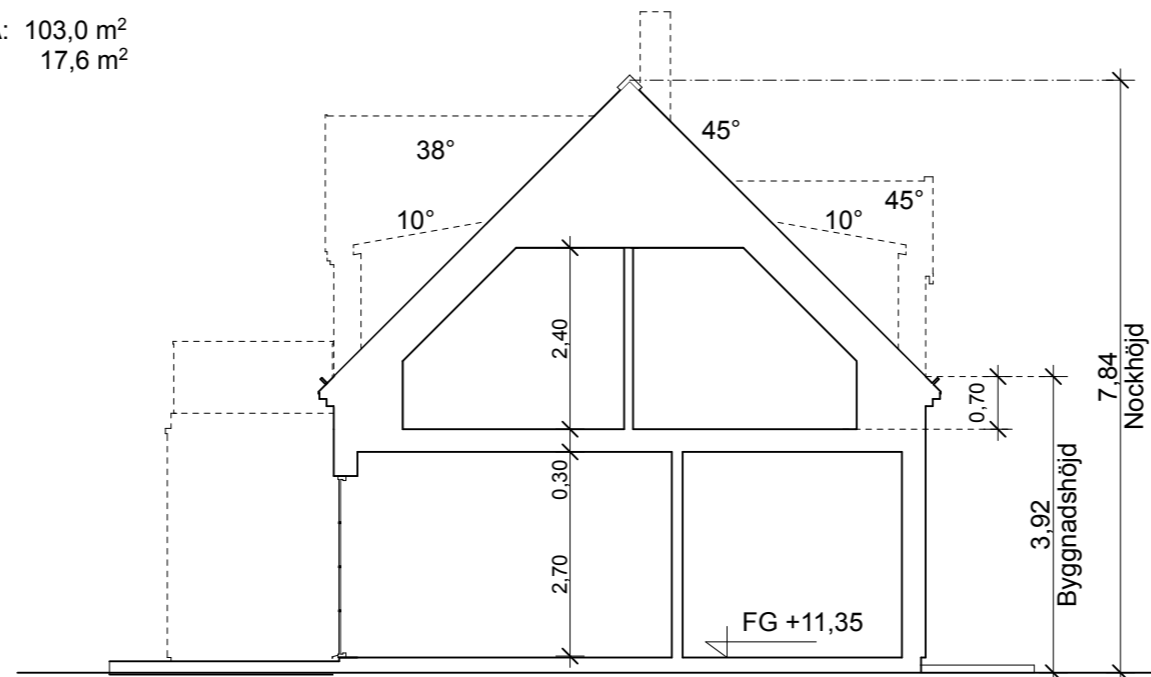 : 103,0 m²
17,6 m²
45°
38°
45°
10°
10°
2,40
7,84
Nockhöjd
0,70
0,30
3,92
Byggnadshöjd
2,70
FG +11,35